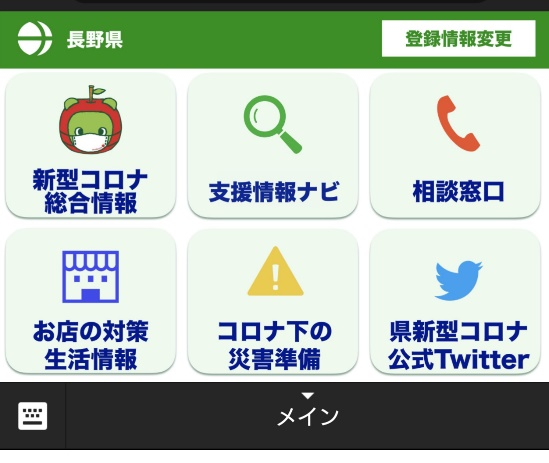 長野県
登録情報変更
新型コロナ
総合情報
支援情報ナビ
相談窓口
お店の対策
生活情報
コロナ下の
災害準備
県新型コロナ
公式Twitter
メイン